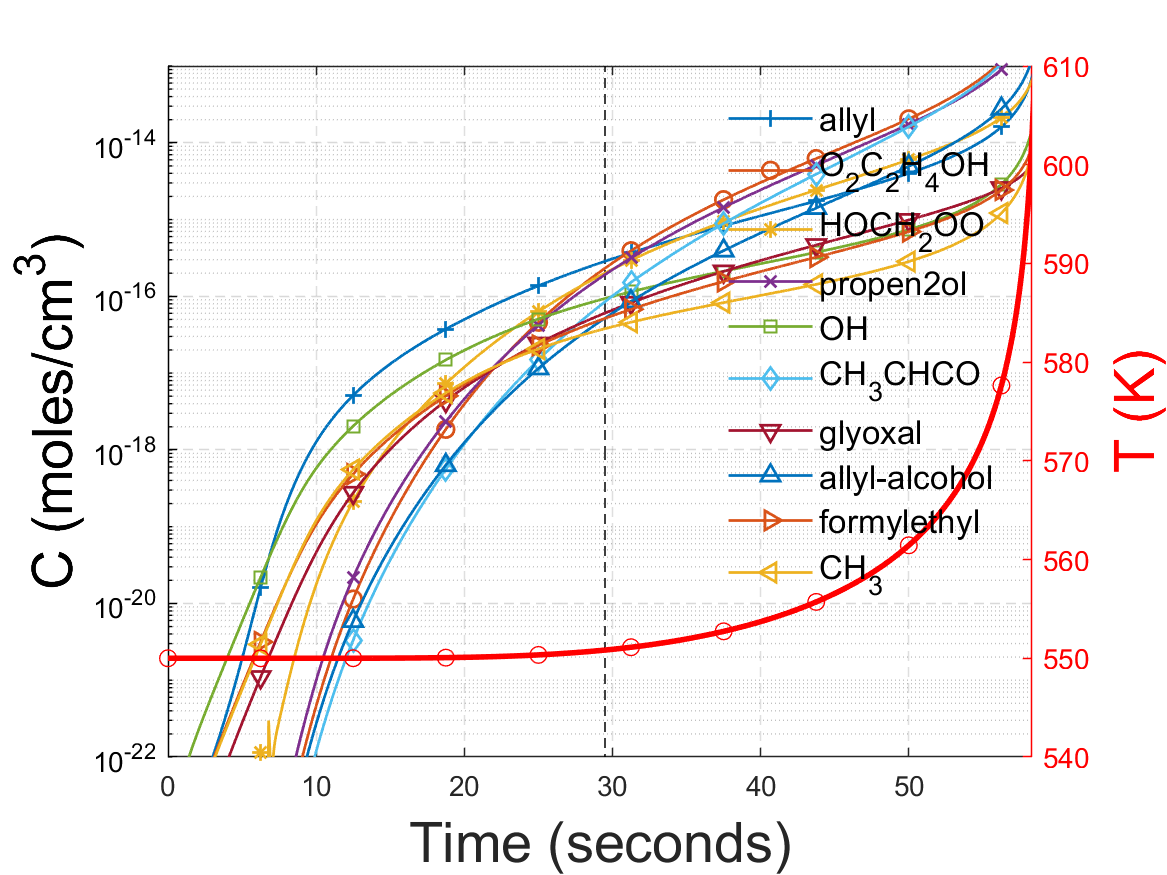 C (moles/cm³)
10⁻¹⁴
10⁻¹⁶
10⁻¹⁸
10⁻²⁰
10⁻²²
allyl
O₂C₂H₄OH
HOCH₂OO
propen2ol
OH
CH₃CHCO
glyoxal
allyl-alcohol
formylethyl
CH₃
610
600
590
580
570
560
550
540
T (K)
0 10 20 30 40 50
Time (seconds)